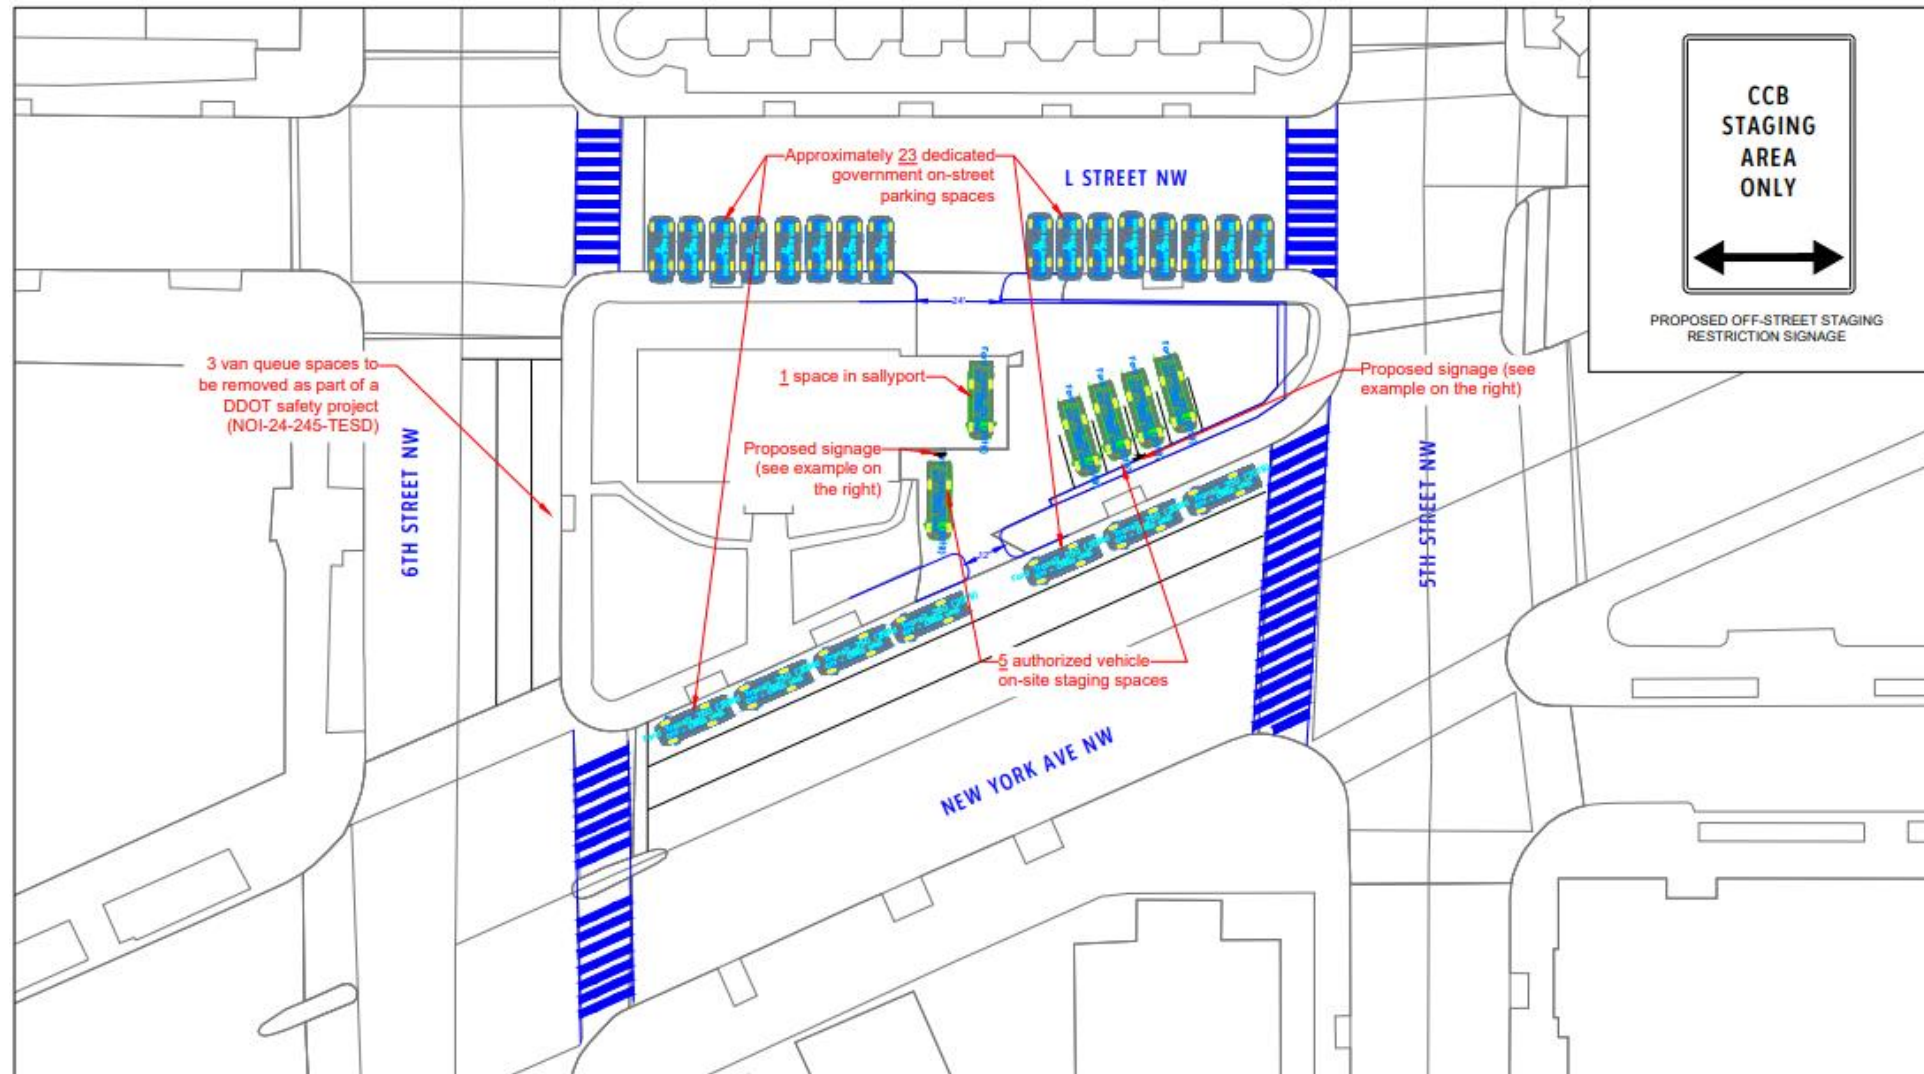 CCB
STAGING
AREA
ONLY
PROPOSED OFF-STREET STAGING
RESTRICTION SIGNAGE
Approximately 23 dedicated
government on-street
parking spaces
L STREET NW
24'
3 van queue spaces to
be removed as part of a
DDOT safety project
(NOI-24-245-TESD)
1 space in sallyport
Proposed signage (see
example on the right)
Proposed signage
(see example on
the right)
6TH STREET NW
5TH STREET NW
5 authorized vehicle
on-site staging spaces
NEW YORK AVE NW